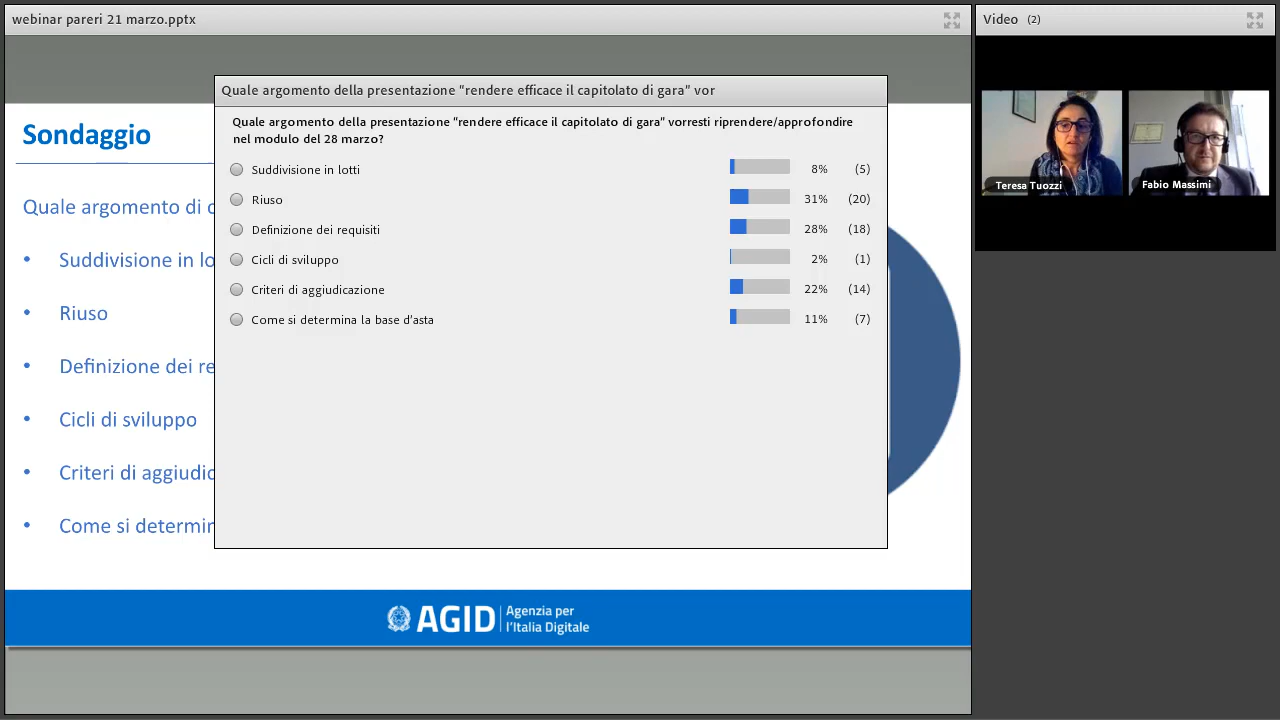 webinar pareri 21 marzo.pptx
Video (2)
Quale argomento della presentazione “rendere efficace il capitolato di gara” vor
Quale argomento della presentazione “rendere efficace il capitolato di gara” vorresti riprendere/approfondire
nel modulo del 28 marzo?
Suddivisione in lotti 8% (5)
Riuso 31% (20)
Definizione dei requisiti 28% (18)
Cicli di sviluppo 2% (1)
Criteri di aggiudicazione 22% (14)
Come si determina la base d’asta 11% (7)
Teresa Tuozzi
Fabio Massimi
Sondaggio
Quale argomento di
• Suddivisione in lo
• Riuso
• Definizione dei re
• Cicli di sviluppo
• Criteri di aggiudic
• Come si determin
AGID
Agenzia per
l’Italia Digitale